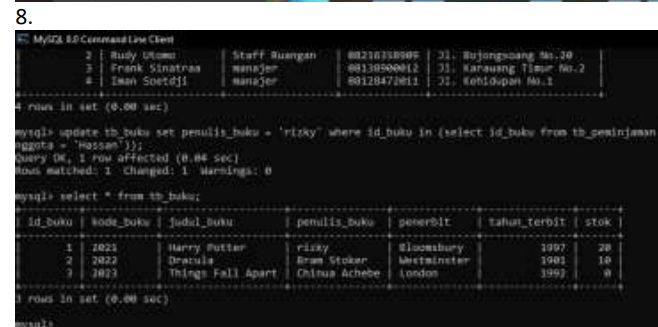 8.
MySQL 8.0 Command Line Client
| 2 | Rudy Utomo | Staff Ruangan | 08216358909 | Jl. Bojongsoang No.20 |
| 3 | Frank Sinatraa | manajer | 08138900012 | Jl. Karawang Timur No.2 |
| 4 | Iman Soetdji | manajer | 08128472011 | Jl. Kehidupan No.1 |
4 rows in set (0.00 sec)
mysql> update tb_buku set penulis_buku = 'rizky' where id_buku in (select id_buku from tb_peminjaman
nggota = 'Hassan'));
Query OK, 1 row affected (0.04 sec)
Rows matched: 1 Changed: 1 Warnings: 0
mysql> select * from tb_buku;
| id_buku | kode_buku | judul_buku | penulis_buku | penerbit | tahun_terbit | stok |
| 1 | 2021 | Harry Potter | rizky | Bloomsbury | 1997 | 20 |
| 2 | 2022 | Dracula | Bram Stoker | Westminster | 1901 | 10 |
| 3 | 2023 | Things Fall Apart | Chinua Achebe | London | 1992 | 0 |
3 rows in set (0.00 sec)
mysql>